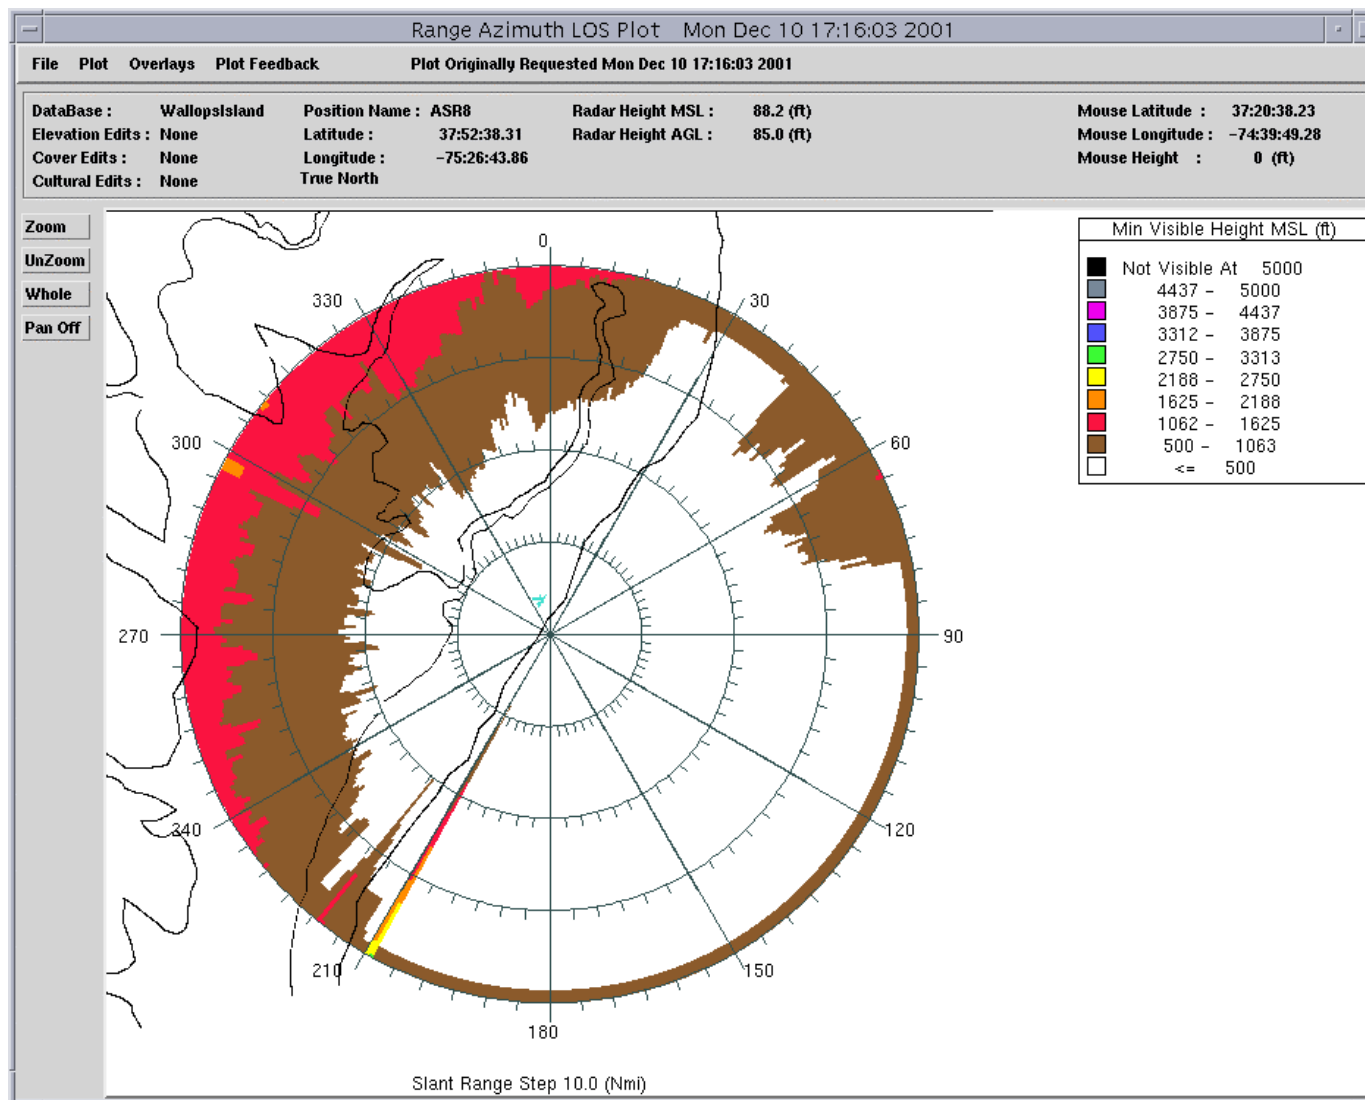 Range Azimuth LOS Plot Mon Dec 10 17:16:03 2001
File Plot Overlays Plot Feedback Plot Originally Requested Mon Dec 10 17:16:03 2001
DataBase : WallopsIsland Position Name : ASR8 Radar Height MSL : 88.2 (ft) Mouse Latitude : 37:20:38.23
Elevation Edits : None Latitude : 37:52:38.31 Radar Height AGL : 85.0 (ft) Mouse Longitude : -74:39:49.28
Cover Edits : None Longitude : -75:26:43.86 Mouse Height : 0 (ft)
Cultural Edits : None True North
Zoom
UnZoom
Whole
Pan Off
Min Visible Height MSL (ft)
Not Visible At 5000
4437 - 5000
3875 - 4437
3312 - 3875
2750 - 3313
2188 - 2750
1625 - 2188
1062 - 1625
500 - 1063
<= 500
0
330 30
300 60
270 90
240 120
210 150
180
Slant Range Step 10.0 (Nmi)